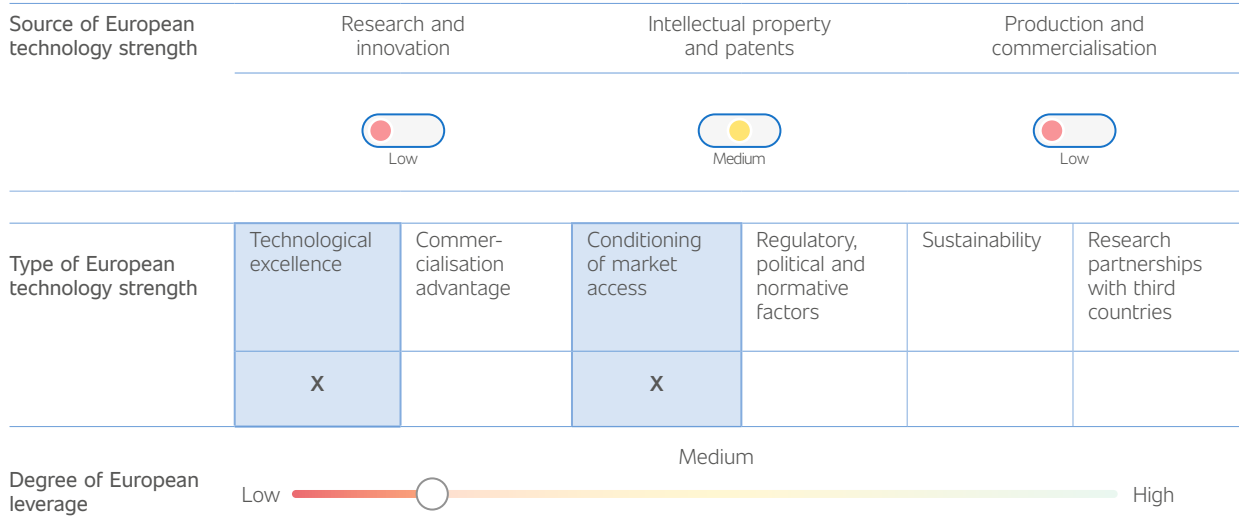 Source of European
technology strength
Research and
innovation
Intellectual property
and patents
Production and
commercialisation
Low
Medium
Low
Type of European
technology strength
Technological
excellence
Commer-
cialisation
advantage
Conditioning
of market
access
Regulatory,
political and
normative
factors
Sustainability
Research
partnerships
with third
countries
X
X
Degree of European
leverage
Low
Medium
High